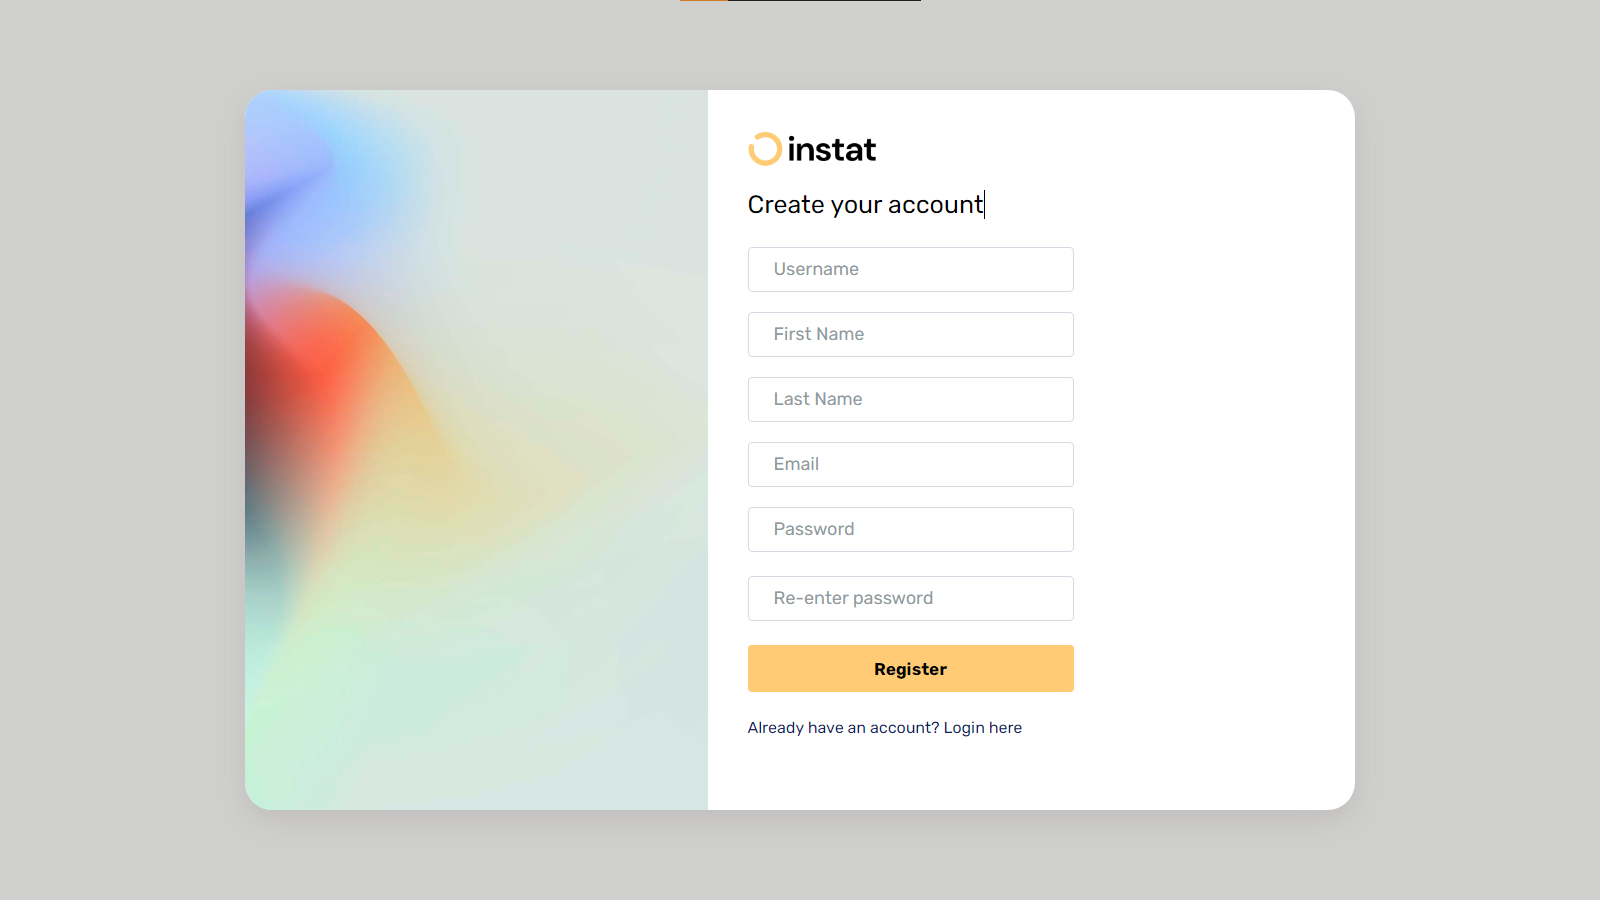 instat
Create your account
Username
First Name
Last Name
Email
Password
Re-enter password
Register
Already have an account? Login here